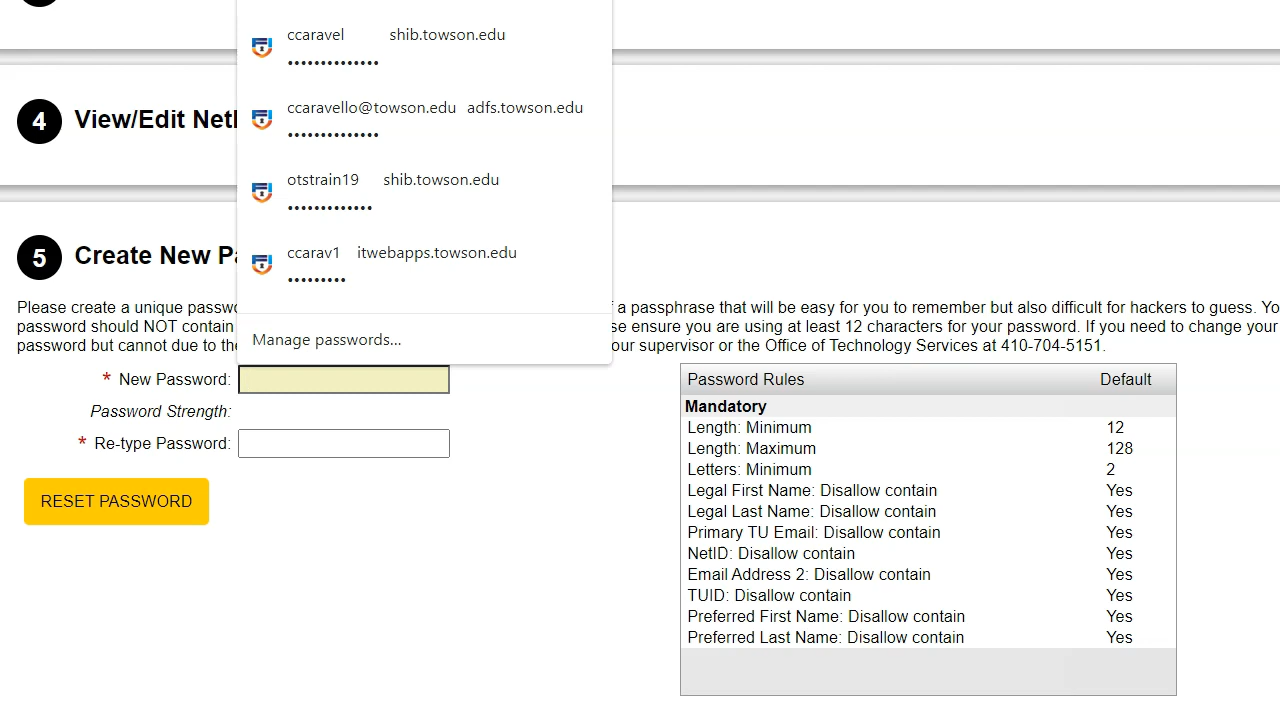 ccaravel shib.towson.edu
••••••••••••••
4 View/Edit Net
ccaravello@towson.edu adfs.towson.edu
••••••••••••••
otstrain19 shib.towson.edu
•••••••••••••
5 Create New
ccarav1 itwebapps.towson.edu
•••••••••
Please create a unique a passphrase that will be easy for you to remember but also difficult for hackers to guess.
password should NOT contain ensure you are using at least 12 characters for your password. If you need to change your
password but cannot due to your supervisor or the Office of Technology Services at 410-704-5151.
Manage passwords...
* New Password:
Password Strength:
* Re-type Password:
RESET PASSWORD
Password Rules Default
Mandatory
Length: Minimum 12
Length: Maximum 128
Letters: Minimum 2
Legal First Name: Disallow contain Yes
Legal Last Name: Disallow contain Yes
Primary TU Email: Disallow contain Yes
NetID: Disallow contain Yes
Email Address 2: Disallow contain Yes
TUID: Disallow contain Yes
Preferred First Name: Disallow contain Yes
Preferred Last Name: Disallow contain Yes